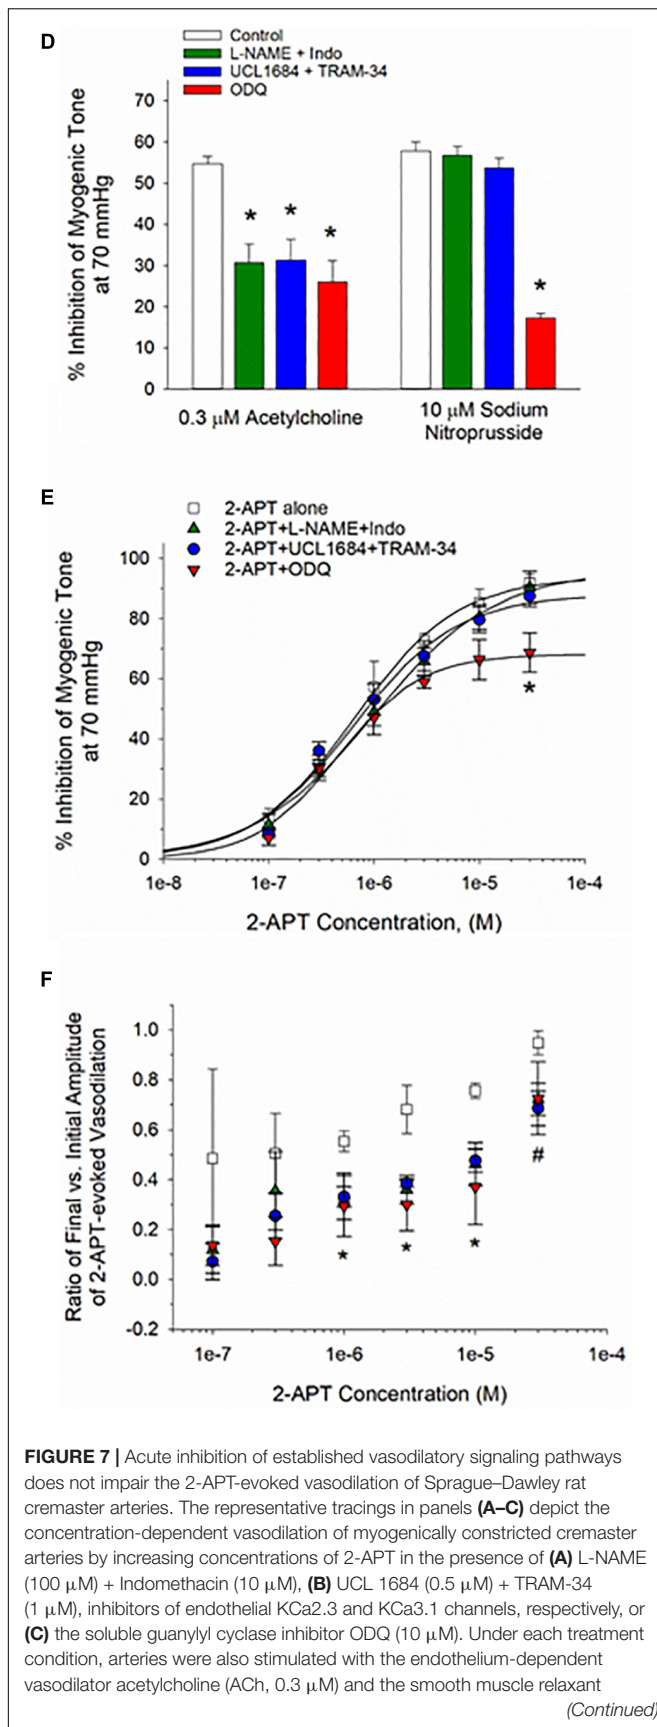 D
Control
L-NAME + Indo
UCL1684 + TRAM-34
ODQ
% Inhibition of Myogenic Tone
at 70 mmHg
70
60
50
40
30
20
10
0
* * * *
0.3 μM Acetylcholine
10 μM Sodium
Nitroprusside
E
2-APT alone
2-APT+L-NAME+Indo
2-APT+UCL1684+TRAM-34
2-APT+ODQ
% Inhibition of Myogenic Tone
at 70 mmHg
100
80
60
40
20
0
*
1e-8 1e-7 1e-6 1e-5 1e-4
2-APT Concentration, (M)
F
Ratio of Final vs. Initial Amplitude
of 2-APT-evoked Vasodilation
1.0
0.8
0.6
0.4
0.2
0.0
-0.2
* * * #
1e-7 1e-6 1e-5 1e-4
2-APT Concentration (M)
FIGURE 7 | Acute inhibition of established vasodilatory signaling pathways
does not impair the 2-APT-evoked vasodilation of Sprague–Dawley rat
cremaster arteries. The representative tracings in panels (A–C) depict the
concentration-dependent vasodilation of myogenically constricted cremaster
arteries by increasing concentrations of 2-APT in the presence of (A) L-NAME
(100 μM) + Indomethacin (10 μM), (B) UCL 1684 (0.5 μM) + TRAM-34
(1 μM), inhibitors of endothelial KCa2.3 and KCa3.1 channels, respectively, or
(C) the soluble guanylyl cyclase inhibitor ODQ (10 μM). Under each treatment
condition, arteries were also stimulated with the endothelium-dependent
vasodilator acetylcholine (ACh, 0.3 μM) and the smooth muscle relaxant
(Continued)